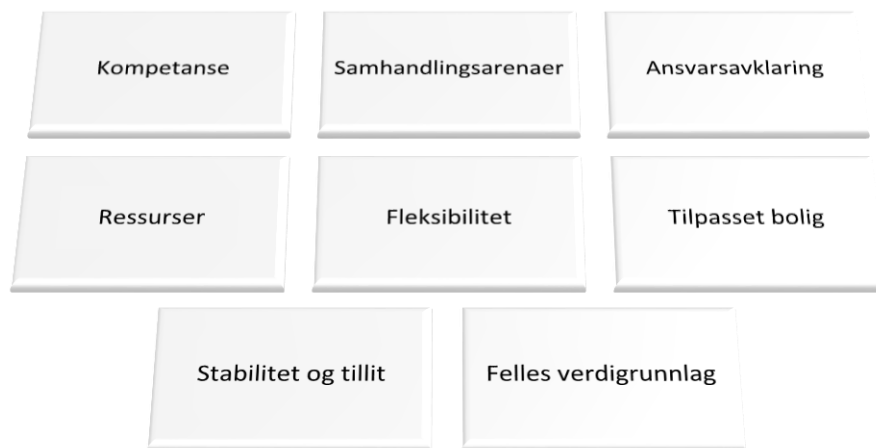 Kompetanse
Samhandlingsarenaer
Ansvarsavklaring
Ressurser
Fleksibilitet
Tilpasset bolig
Stabilitet og tillit
Felles verdigrunnlag